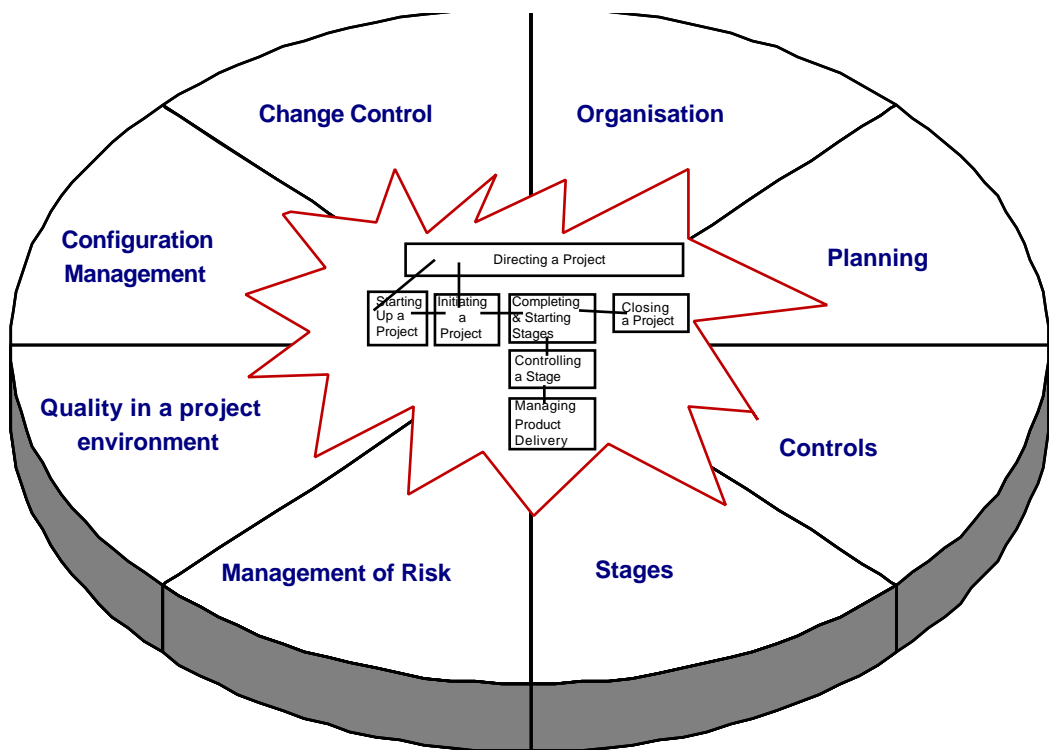 Change Control
Organisation
Configuration
Management
Planning
Directing a Project
Starting
Up a
Project
Initiating
a
Project
Completing
& Starting
Stages
Closing
a Project
Controlling
a Stage
Managing
Product
Delivery
Quality in a project
environment
Controls
Management of Risk
Stages